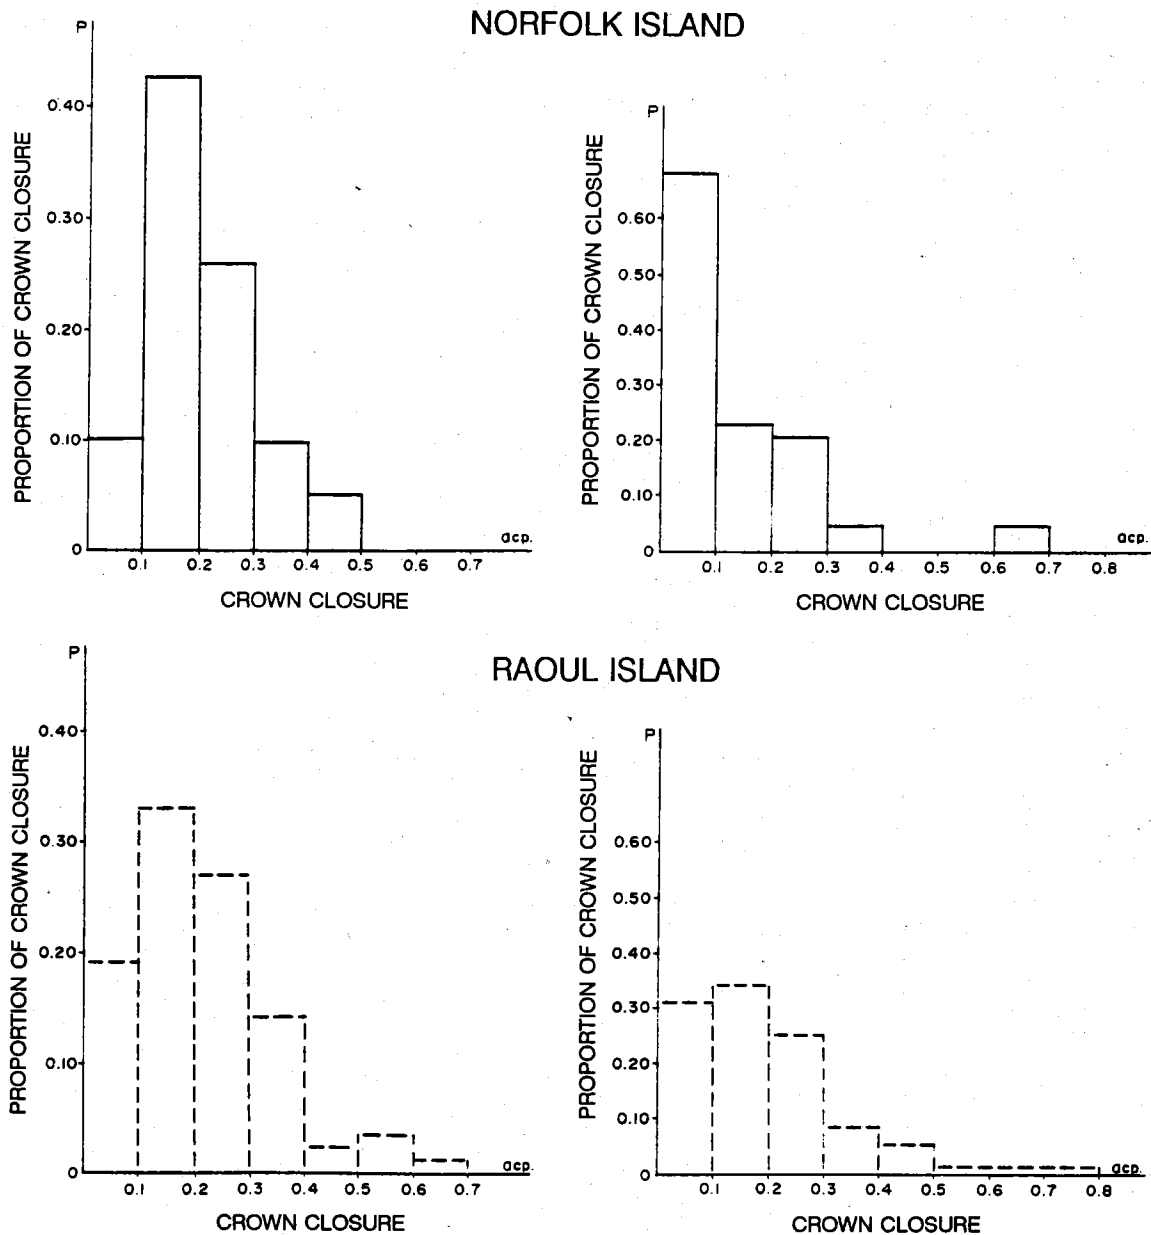 NORFOLK ISLAND
P
0.40
0.30
0.20
0.10
0
PROPORTION OF CROWN CLOSURE
0.1 0.2 0.3 0.4 0.5 0.6 0.7
acp.
CROWN CLOSURE
P
0.60
0.50
0.40
0.30
0.20
0.10
0
PROPORTION OF CROWN CLOSURE
0.1 0.2 0.3 0.4 0.5 0.6 0.7 0.8
acp.
CROWN CLOSURE
RAOUL ISLAND
P
0.40
0.30
0.20
0.10
0
PROPORTION OF CROWN CLOSURE
0.1 0.2 0.3 0.4 0.5 0.6 0.7
acp.
CROWN CLOSURE
P
0.60
0.50
0.40
0.30
0.20
0.10
0
PROPORTION OF CROWN CLOSURE
0.1 0.2 0.3 0.4 0.5 0.6 0.7 0.8
acp.
CROWN CLOSURE